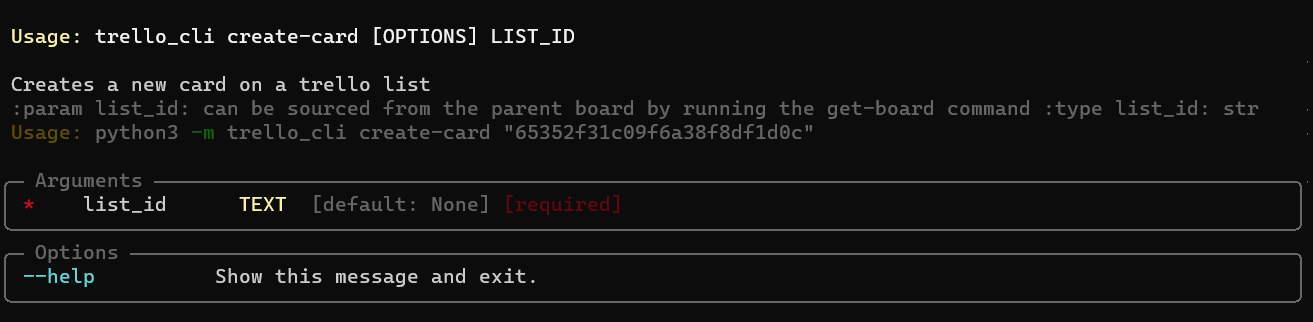 Usage: trello_cli create-card [OPTIONS] LIST_ID
Creates a new card on a trello list
:param list_id: can be sourced from the parent board by running the get-board command :type list_id: str
Usage: python3 -m trello_cli create-card "65352f31c09f6a38f8df1d0c"
Arguments
* list_id TEXT [default: None] [required]
Options
--help Show this message and exit.